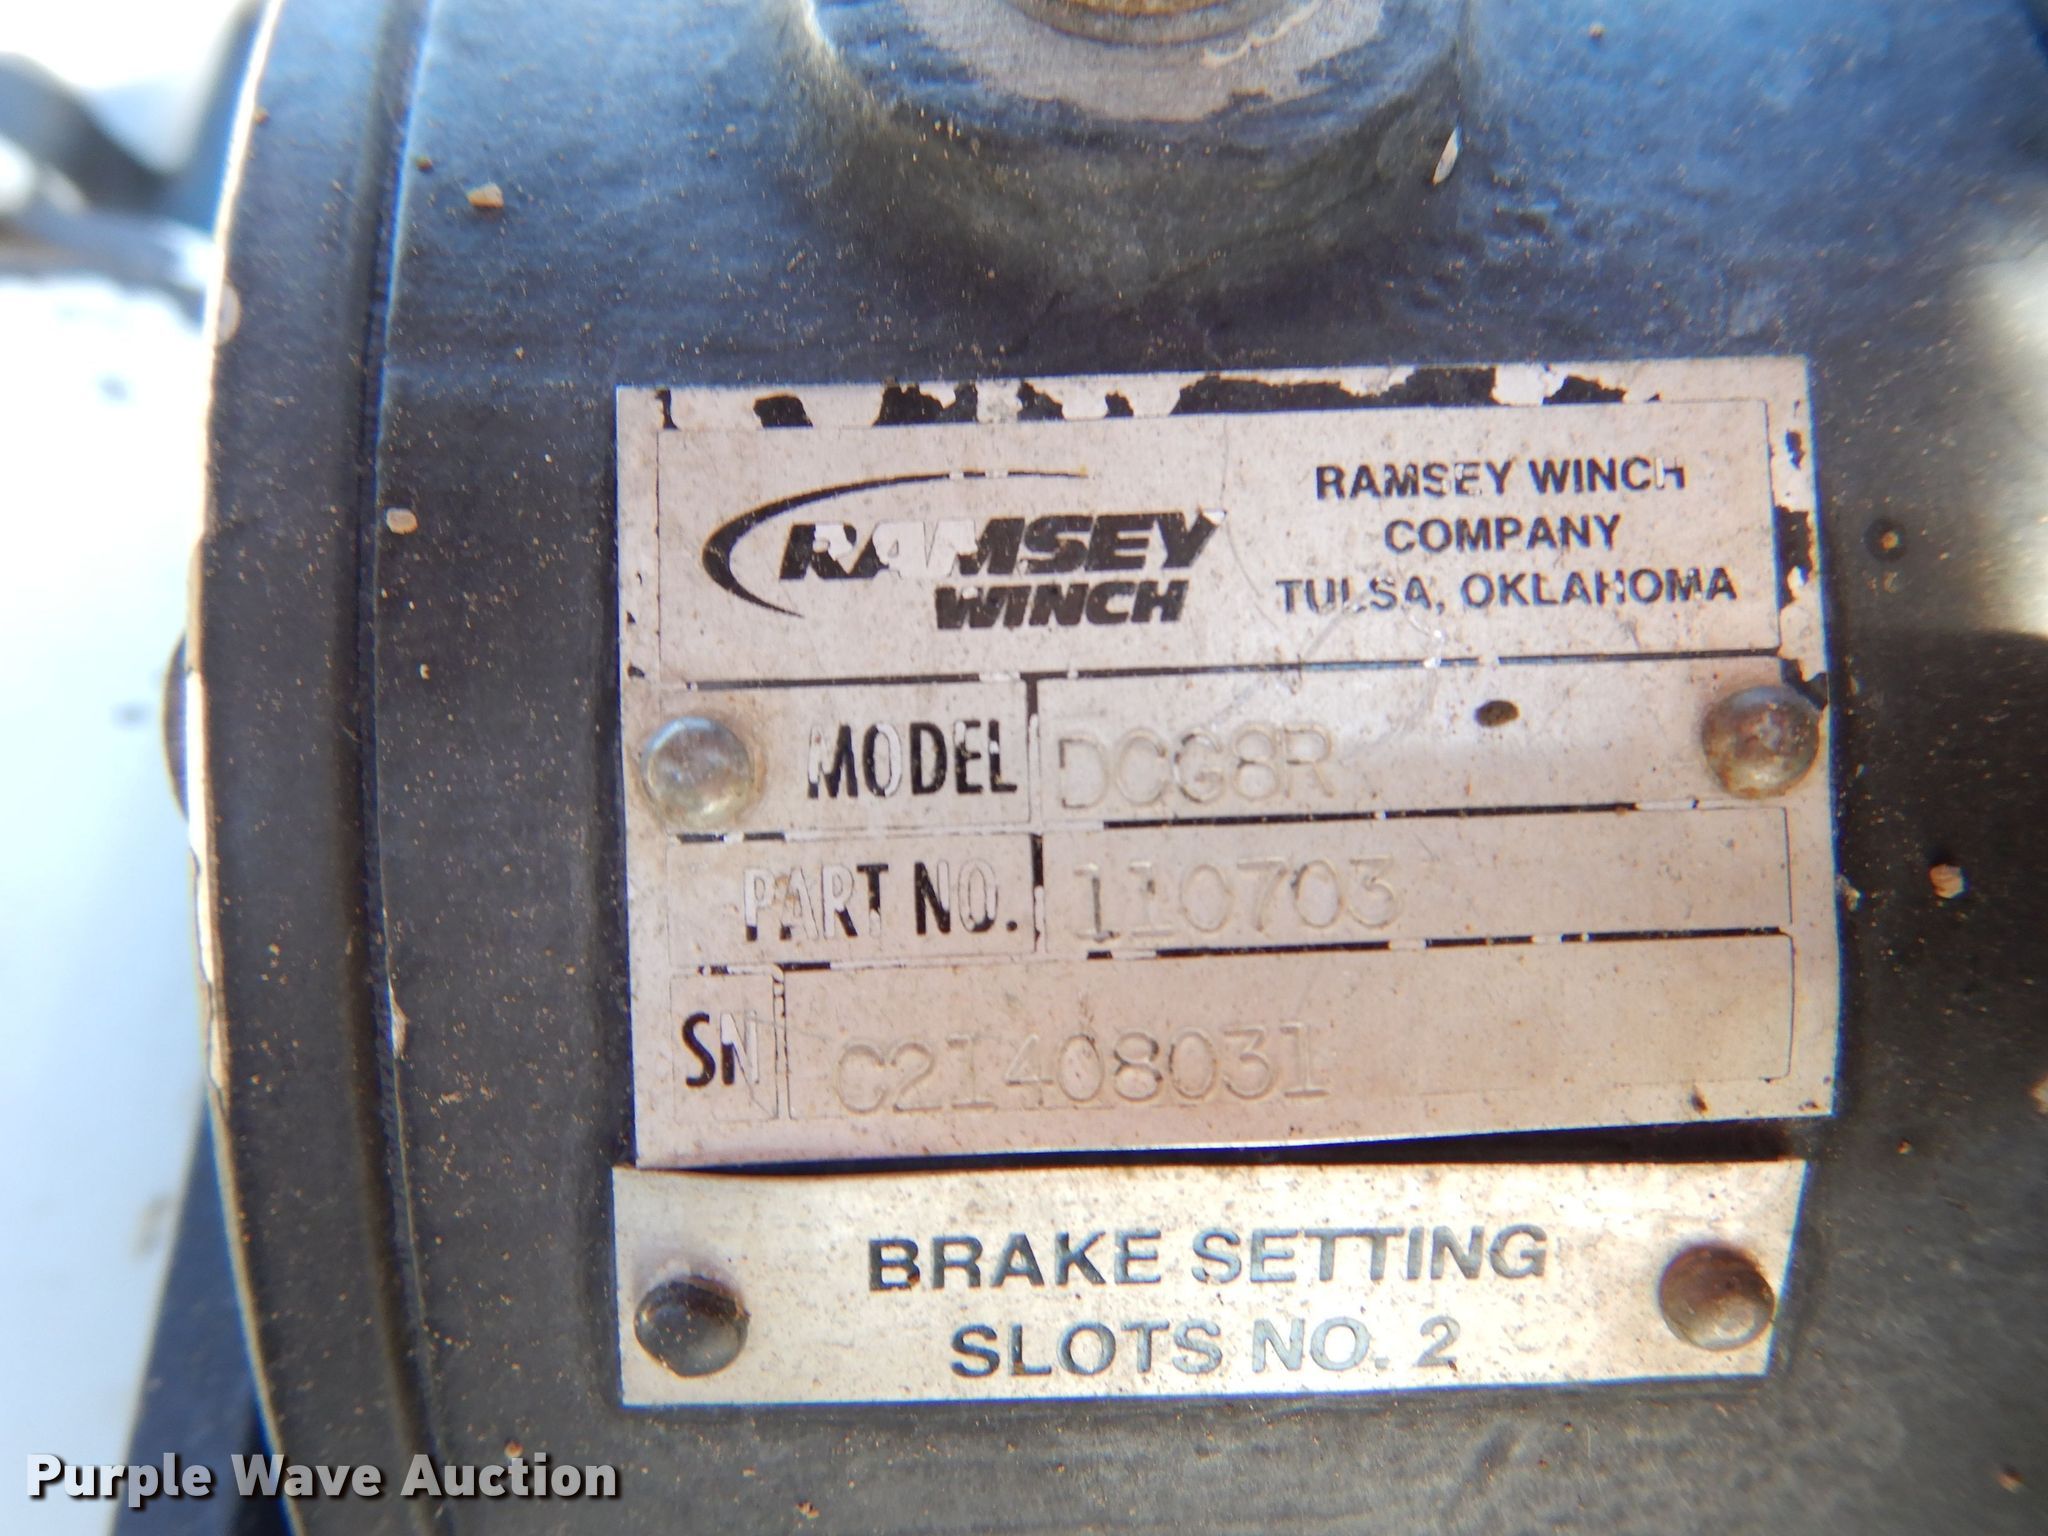 RAMSEY
WINCH
RAMSEY WINCH
COMPANY
TULSA, OKLAHOMA
MODEL DCG8R
PART NO. 110703
SN C21408031
BRAKE SETTING
SLOTS NO. 2
Purple Wave Auction